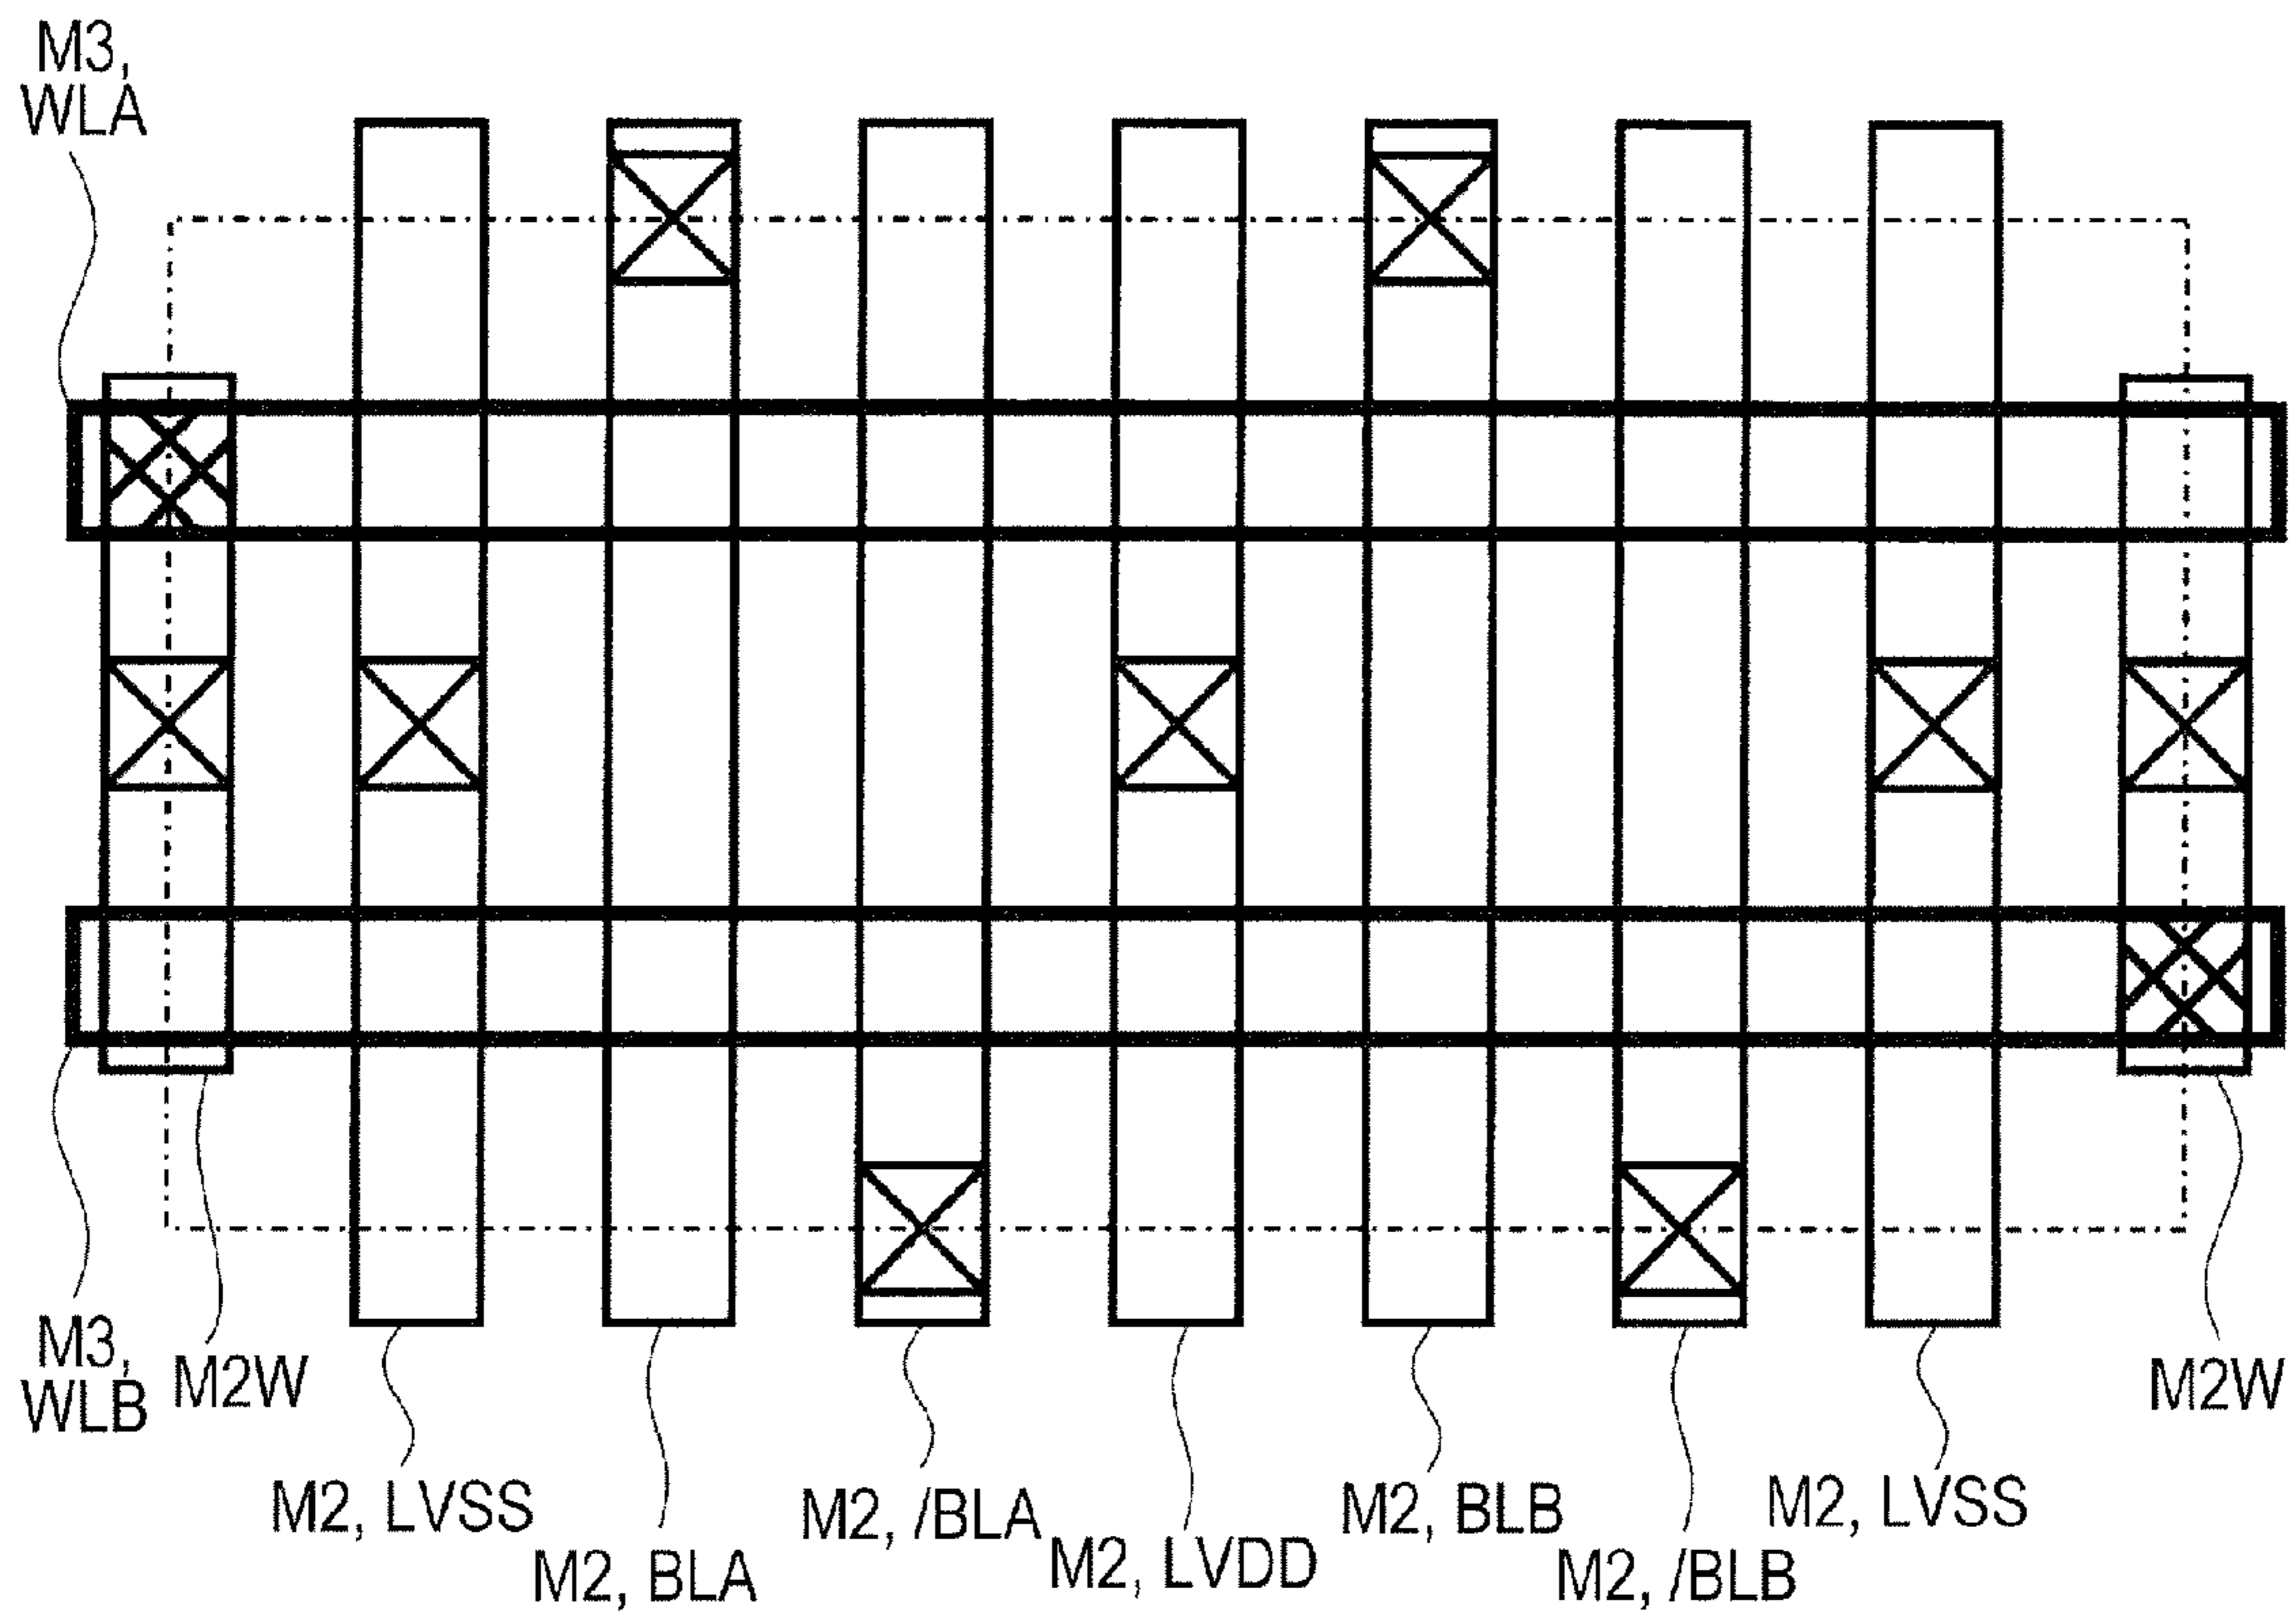 M3,
WLA
M3,
WLB
M2W
M2, LVSS
M2, BLA
M2, /BLA
M2, LVDD
M2, BLB
M2, /BLB
M2, LVSS
M2W